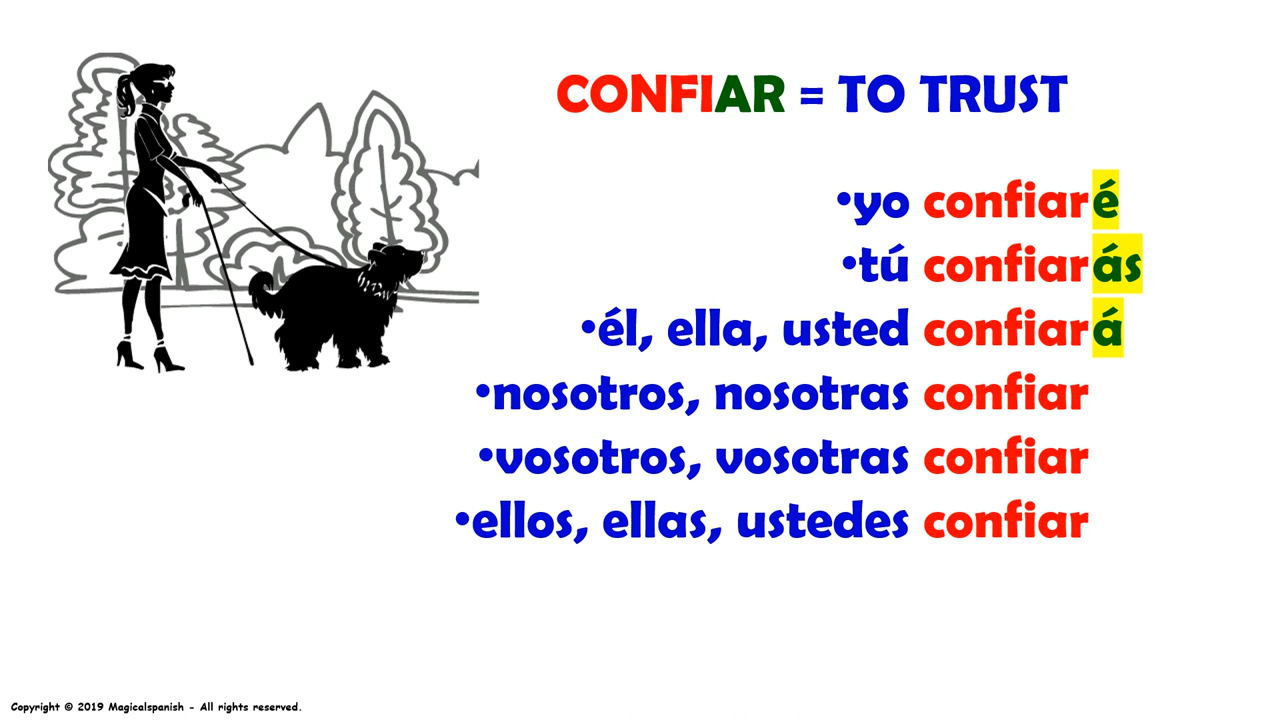 CONFIAR = TO TRUST
•yo confiaré
•tú confiarás
•él, ella, usted confiará
•nosotros, nosotras confiar
•vosotros, vosotras confiar
•ellos, ellas, ustedes confiar
Copyright © 2019 Magicalspanish - All rights reserved.